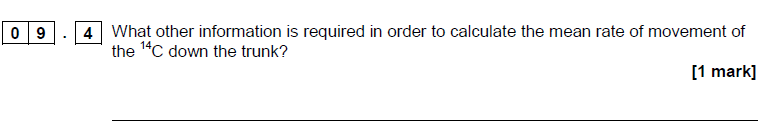 0 9 . 4 What other information is required in order to calculate the mean rate of movement of
the ¹⁴C down the trunk?
[1 mark]